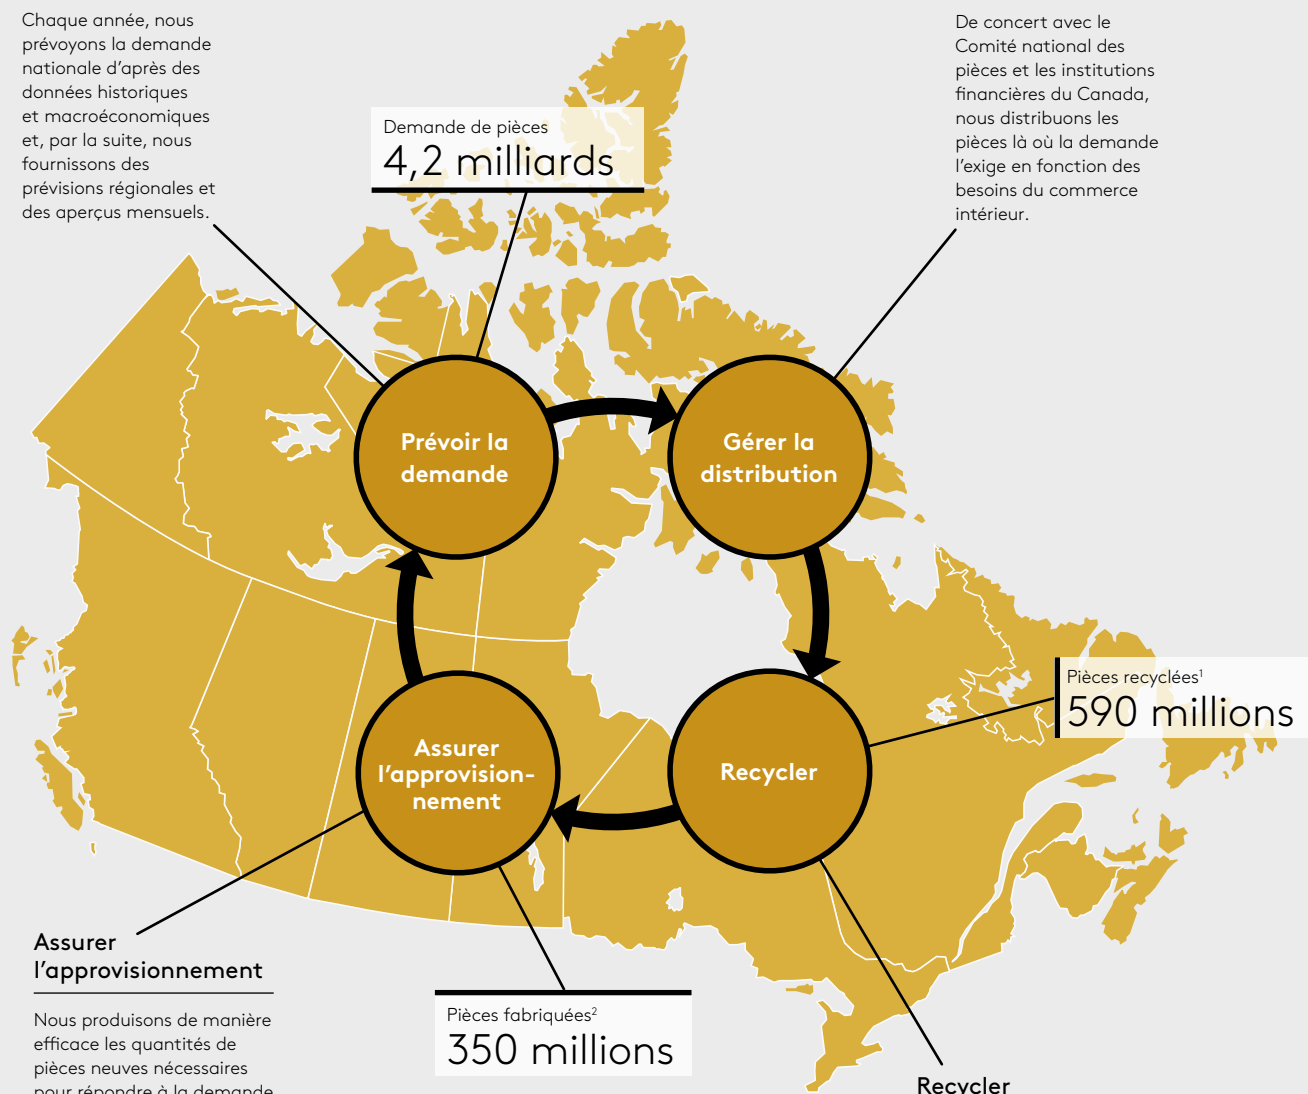 Chaque année, nous
prévoyons la demande
nationale d'après des
données historiques
et macroéconomiques
et, par la suite, nous
fournissons des
prévisions régionales et
des aperçus mensuels.
De concert avec le
Comité national des
pièces et les institutions
financières du Canada,
nous distribuons les
pièces là où la demande
l'exige en fonction des
besoins du commerce
intérieur.
Demande de pièces
4,2 milliards
Prévoir la
demande
Gérer la
distribution
Pièces recyclées¹
590 millions
Assurer
l'approvision-
nement
Recycler
Assurer
l'approvisionnement
Nous produisons de manière
efficace les quantités de
pièces neuves nécessaires
pour répondre à la demande
Pièces fabriquées²
350 millions
Recycler